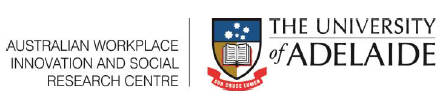 AUSTRALIAN WORKPLACE
INNOVATION AND SOCIAL
RESEARCH CENTRE
THE UNIVERSITY
of ADELAIDE
SUB CRUCE LUMEN